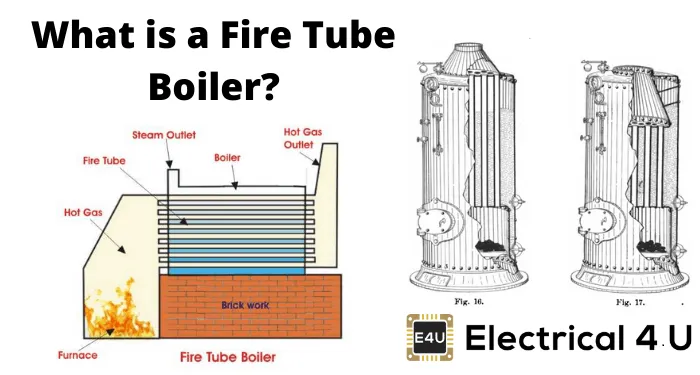 What is a Fire Tube
Boiler?
Steam Outlet
Hot Gas
Outlet
Fire Tube
Boiler
Hot Gas
Brick work
Furnace
Fire Tube Boiler
Fig. 16.
Fig. 17.
E4U
Electrical 4 U